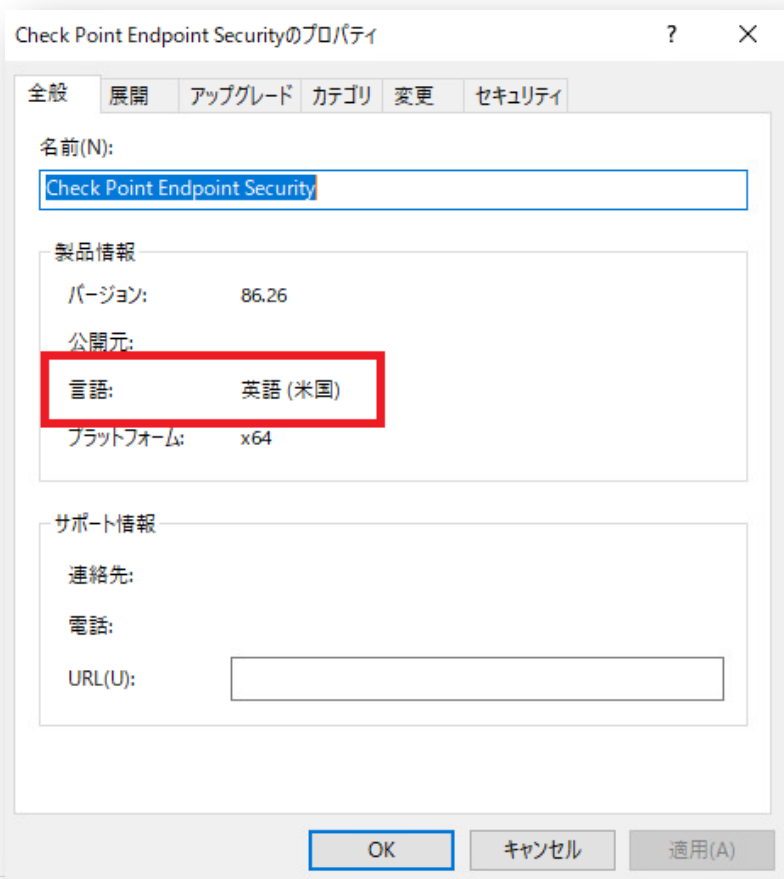 Check Point Endpoint Securityのプロパティ ? ×
全般 展開 アップグレード カテゴリ 変更 セキュリティ
名前(N):
Check Point Endpoint Security
製品情報
バージョン: 86.26
公開元:
言語: 英語 (米国)
プラットフォーム: x64
サポート情報
連絡先:
電話:
URL(U):
OK キャンセル 適用(A)